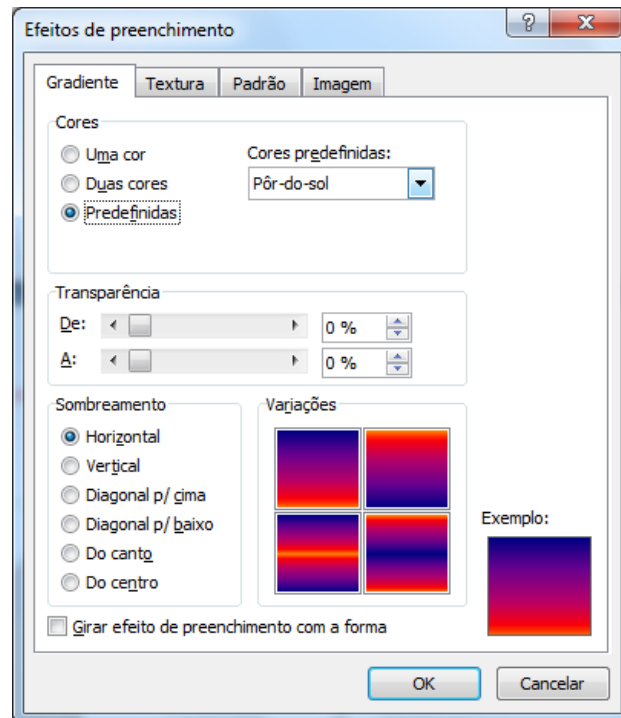 Efeitos de preenchimento
Gradiente Textura Padrão Imagem
Cores
Uma cor
Duas cores
Predefinidas
Cores predefinidas:
Pôr-do-sol
Transparência
De: 0 %
A: 0 %
Sombreamento
Horizontal
Vertical
Diagonal p/ cima
Diagonal p/ baixo
Do canto
Do centro
Variações
Exemplo:
Girar efeito de preenchimento com a forma
OK Cancelar